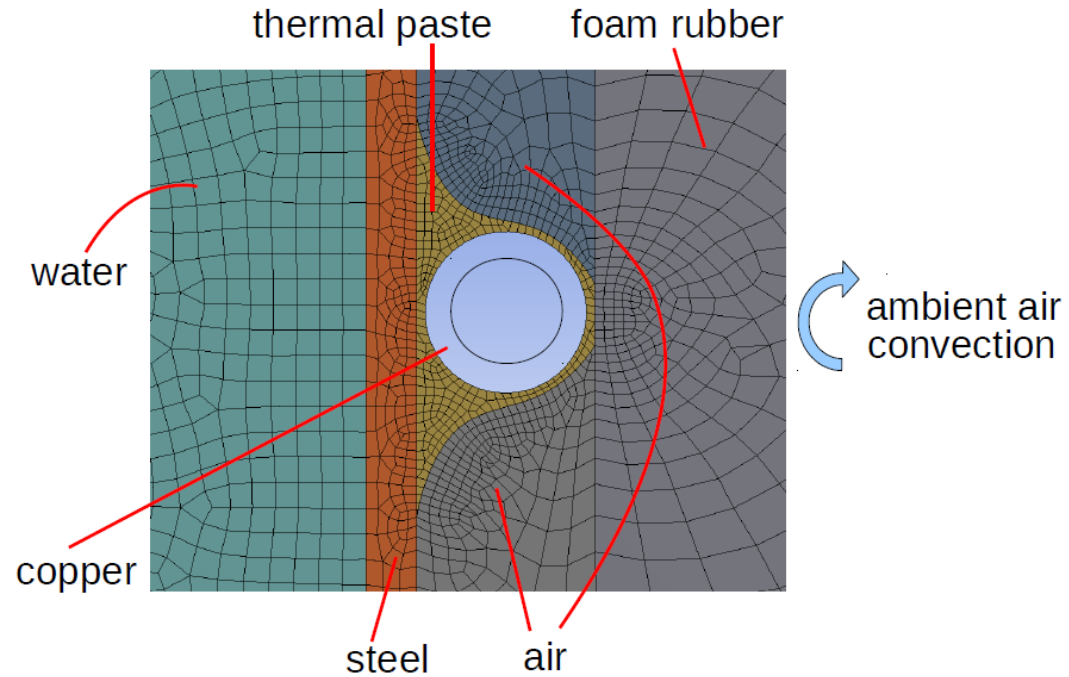 thermal paste
foam rubber
water
ambient air
convection
copper
steel
air